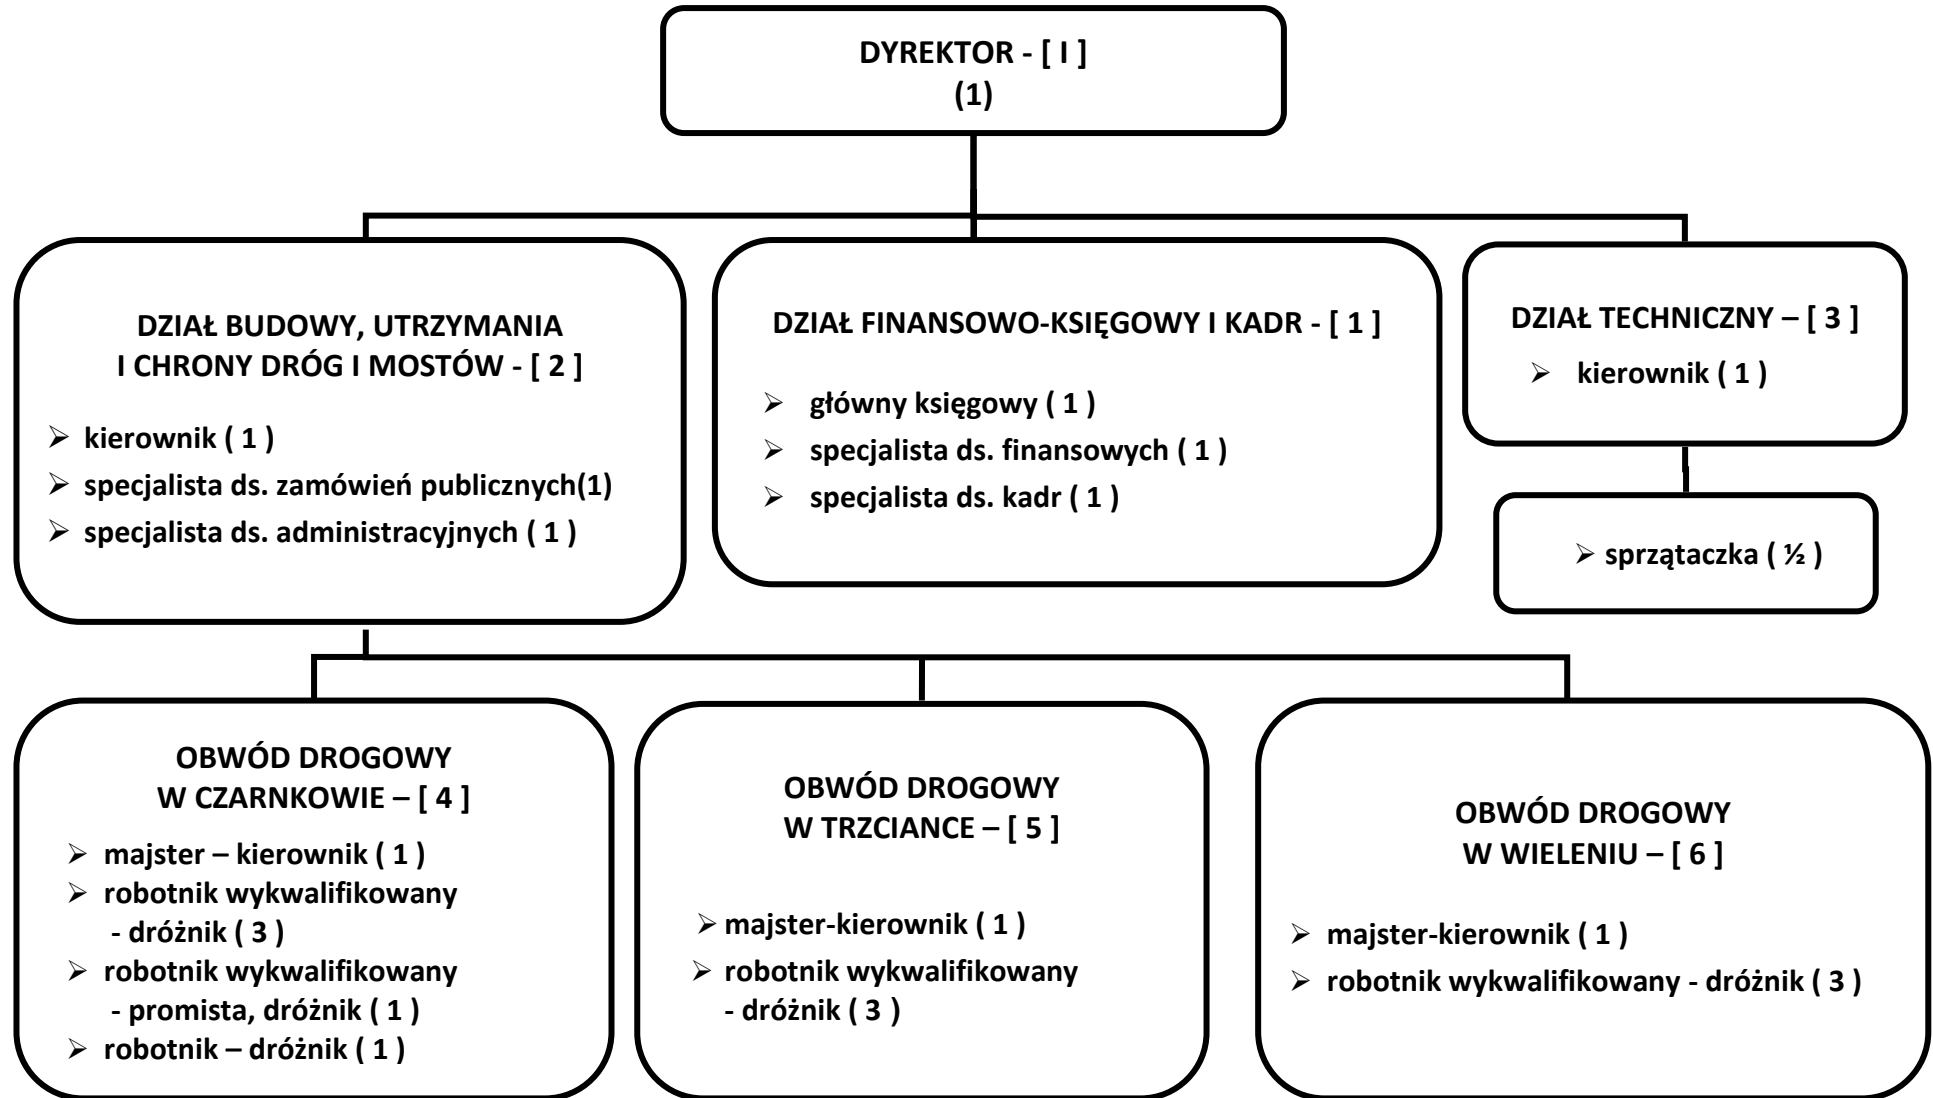 DYREKTOR - [ I ]
(1)
DZIAŁ BUDOWY, UTRZYMANIA
I CHRONY DRÓG I MOSTÓW - [ 2 ]
➢ kierownik ( 1 )
➢ specjalista ds. zamówień publicznych(1)
➢ specjalista ds. administracyjnych ( 1 )
DZIAŁ FINANSOWO-KSIĘGOWY I KADR - [ 1 ]
➢ główny księgowy ( 1 )
➢ specjalista ds. finansowych ( 1 )
➢ specjalista ds. kadr ( 1 )
DZIAŁ TECHNICZNY – [ 3 ]
➢ kierownik ( 1 )
➢ sprzątaczka ( ½ )
OBWÓD DROGOWY
W CZARNKOWIE – [ 4 ]
➢ majster – kierownik ( 1 )
➢ robotnik wykwalifikowany
- dróżnik ( 3 )
➢ robotnik wykwalifikowany
- promista, dróżnik ( 1 )
➢ robotnik – dróżnik ( 1 )
OBWÓD DROGOWY
W TRZCIANCE – [ 5 ]
➢ majster-kierownik ( 1 )
➢ robotnik wykwalifikowany
- dróżnik ( 3 )
OBWÓD DROGOWY
W WIELENIU – [ 6 ]
➢ majster-kierownik ( 1 )
➢ robotnik wykwalifikowany - dróżnik ( 3 )